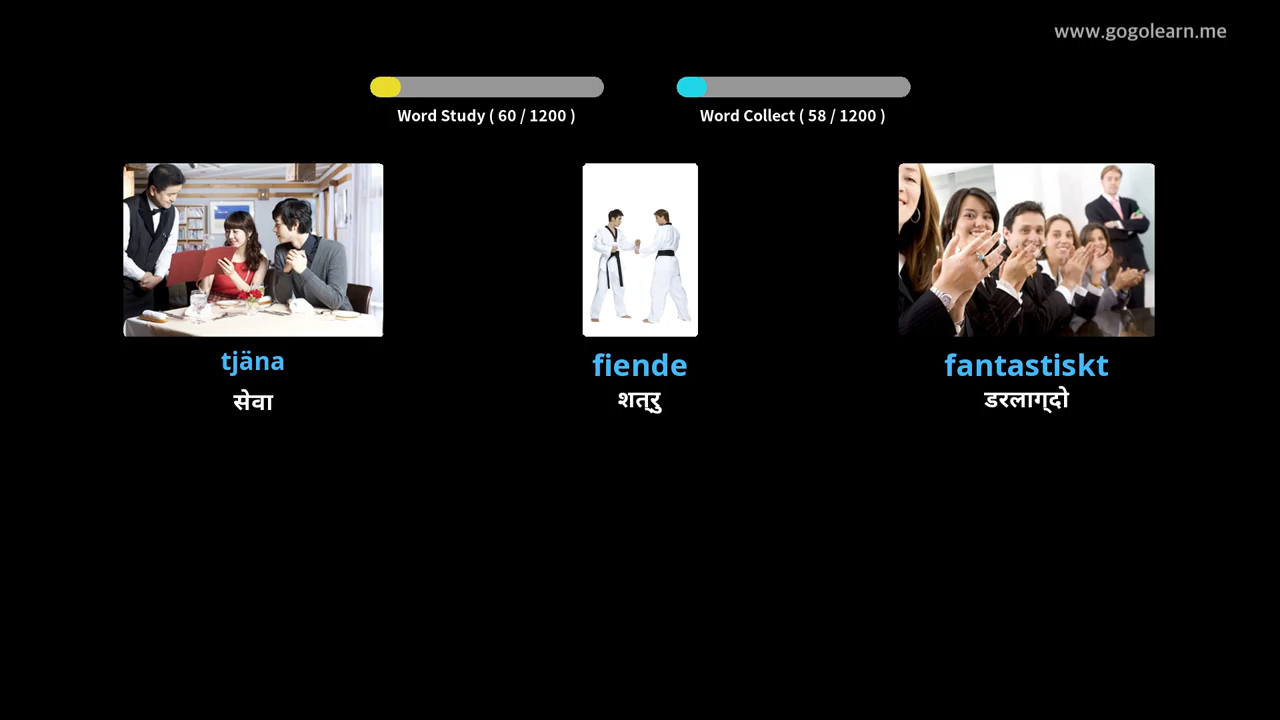 www.gogolearn.me
Word Study ( 60 / 1200 )
Word Collect ( 58 / 1200 )
tjäna
fiende
fantastiskt
सेवा
शत्रु
डरलाग्दो